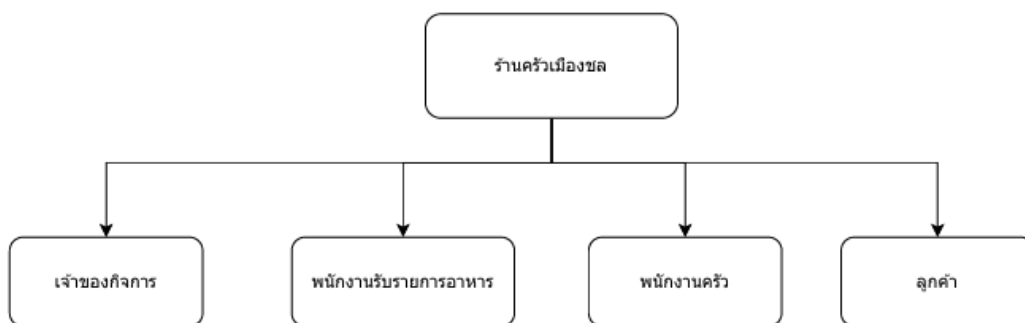 ร้านครัวเมืองชล
เจ้าของกิจการ
พนักงานรับรายการอาหาร
พนักงานครัว
ลูกค้า